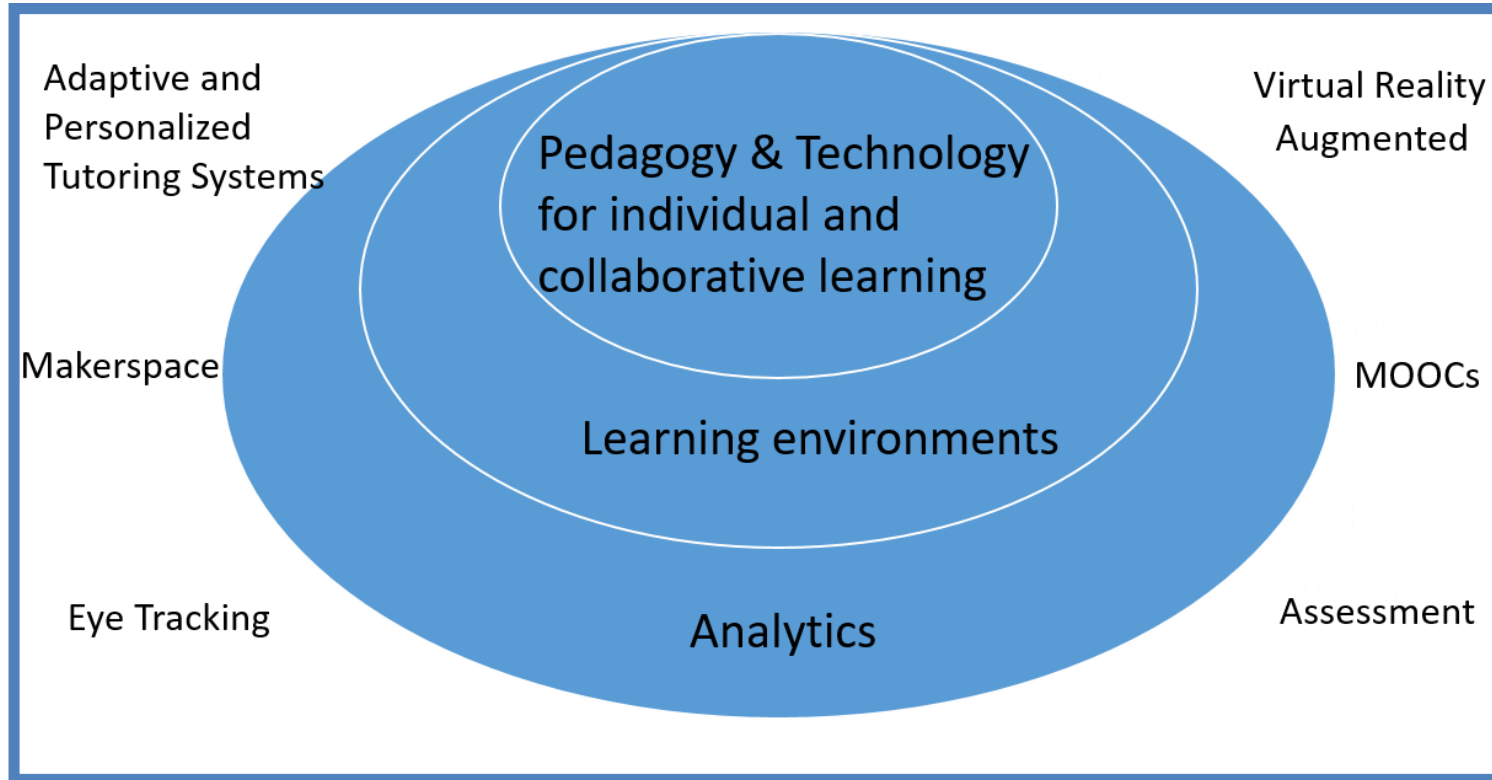 Adaptive and
Personalized
Tutoring Systems
Virtual Reality
Augmented
Pedagogy & Technology
for individual and
collaborative learning
Makerspace
MOOCs
Learning environments
Eye Tracking
Analytics
Assessment